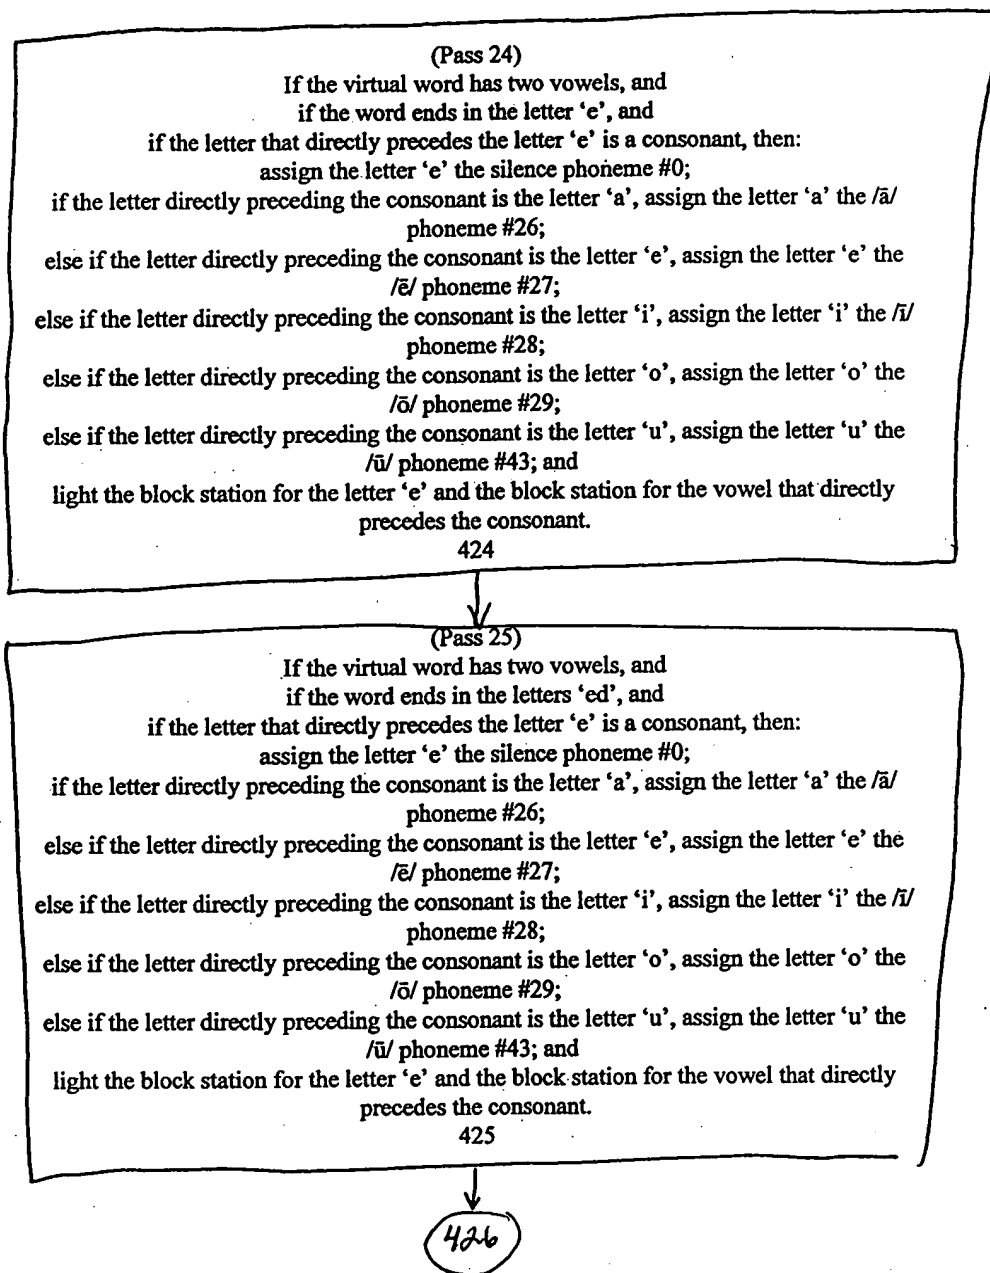 (Pass 24)
If the virtual word has two vowels, and
if the word ends in the letter ‘e’, and
if the letter that directly precedes the letter ‘e’ is a consonant, then:
assign the letter ‘e’ the silence phoneme #0;
if the letter directly preceding the consonant is the letter ‘a’, assign the letter ‘a’ the /ā/
phoneme #26;
else if the letter directly preceding the consonant is the letter ‘e’, assign the letter ‘e’ the
/ē/ phoneme #27;
else if the letter directly preceding the consonant is the letter ‘i’, assign the letter ‘i’ the /ī/
phoneme #28;
else if the letter directly preceding the consonant is the letter ‘o’, assign the letter ‘o’ the
/ō/ phoneme #29;
else if the letter directly preceding the consonant is the letter ‘u’, assign the letter ‘u’ the
/ū/ phoneme #43; and
light the block station for the letter ‘e’ and the block station for the vowel that directly
precedes the consonant.
424
(Pass 25)
If the virtual word has two vowels, and
if the word ends in the letters ‘ed’, and
if the letter that directly precedes the letter ‘e’ is a consonant, then:
assign the letter ‘e’ the silence phoneme #0;
if the letter directly preceding the consonant is the letter ‘a’, assign the letter ‘a’ the /ā/
phoneme #26;
else if the letter directly preceding the consonant is the letter ‘e’, assign the letter ‘e’ the
/ē/ phoneme #27;
else if the letter directly preceding the consonant is the letter ‘i’, assign the letter ‘i’ the /ī/
phoneme #28;
else if the letter directly preceding the consonant is the letter ‘o’, assign the letter ‘o’ the
/ō/ phoneme #29;
else if the letter directly preceding the consonant is the letter ‘u’, assign the letter ‘u’ the
/ū/ phoneme #43; and
light the block station for the letter ‘e’ and the block station for the vowel that directly
precedes the consonant.
425
426